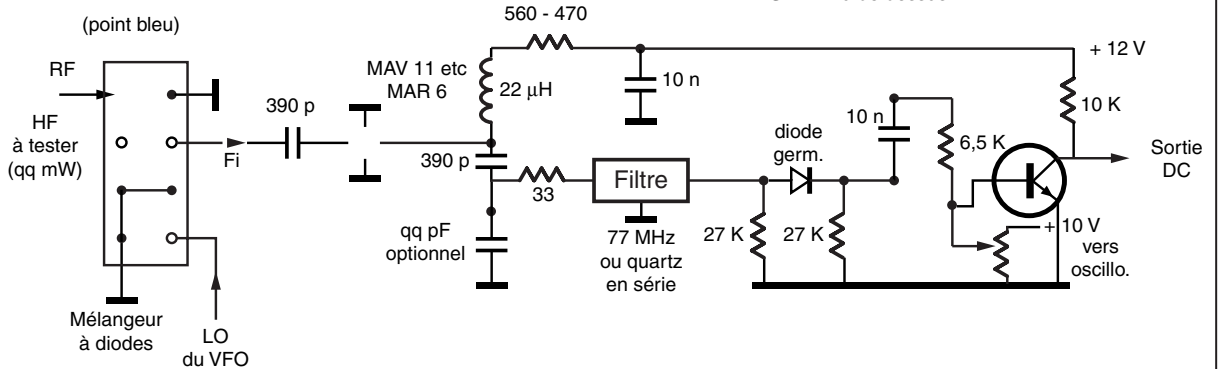 (point bleu)
RF
HF
à tester
(qq mW)
Fi
390 p
Mélangeur
à diodes
LO
du VFO
MAV 11 etc
MAR 6
560 - 470
22 μH
10 n
390 p
33
qq pF
optionnel
Filtre
77 MHz
ou quartz
en série
27 K
diode
germ.
27 K
10 n
6,5 K
+ 12 V
10 K
Sortie
DC
+ 10 V
vers
oscillo.